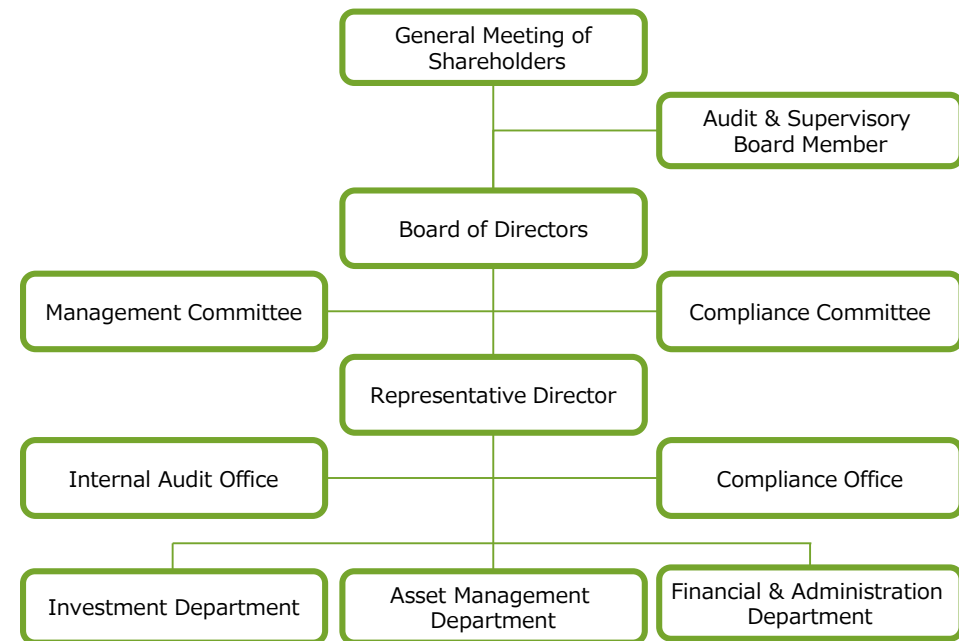 General Meeting of
Shareholders
Audit & Supervisory
Board Member
Board of Directors
Management Committee
Compliance Committee
Representative Director
Internal Audit Office
Compliance Office
Investment Department
Asset Management
Department
Financial & Administration
Department